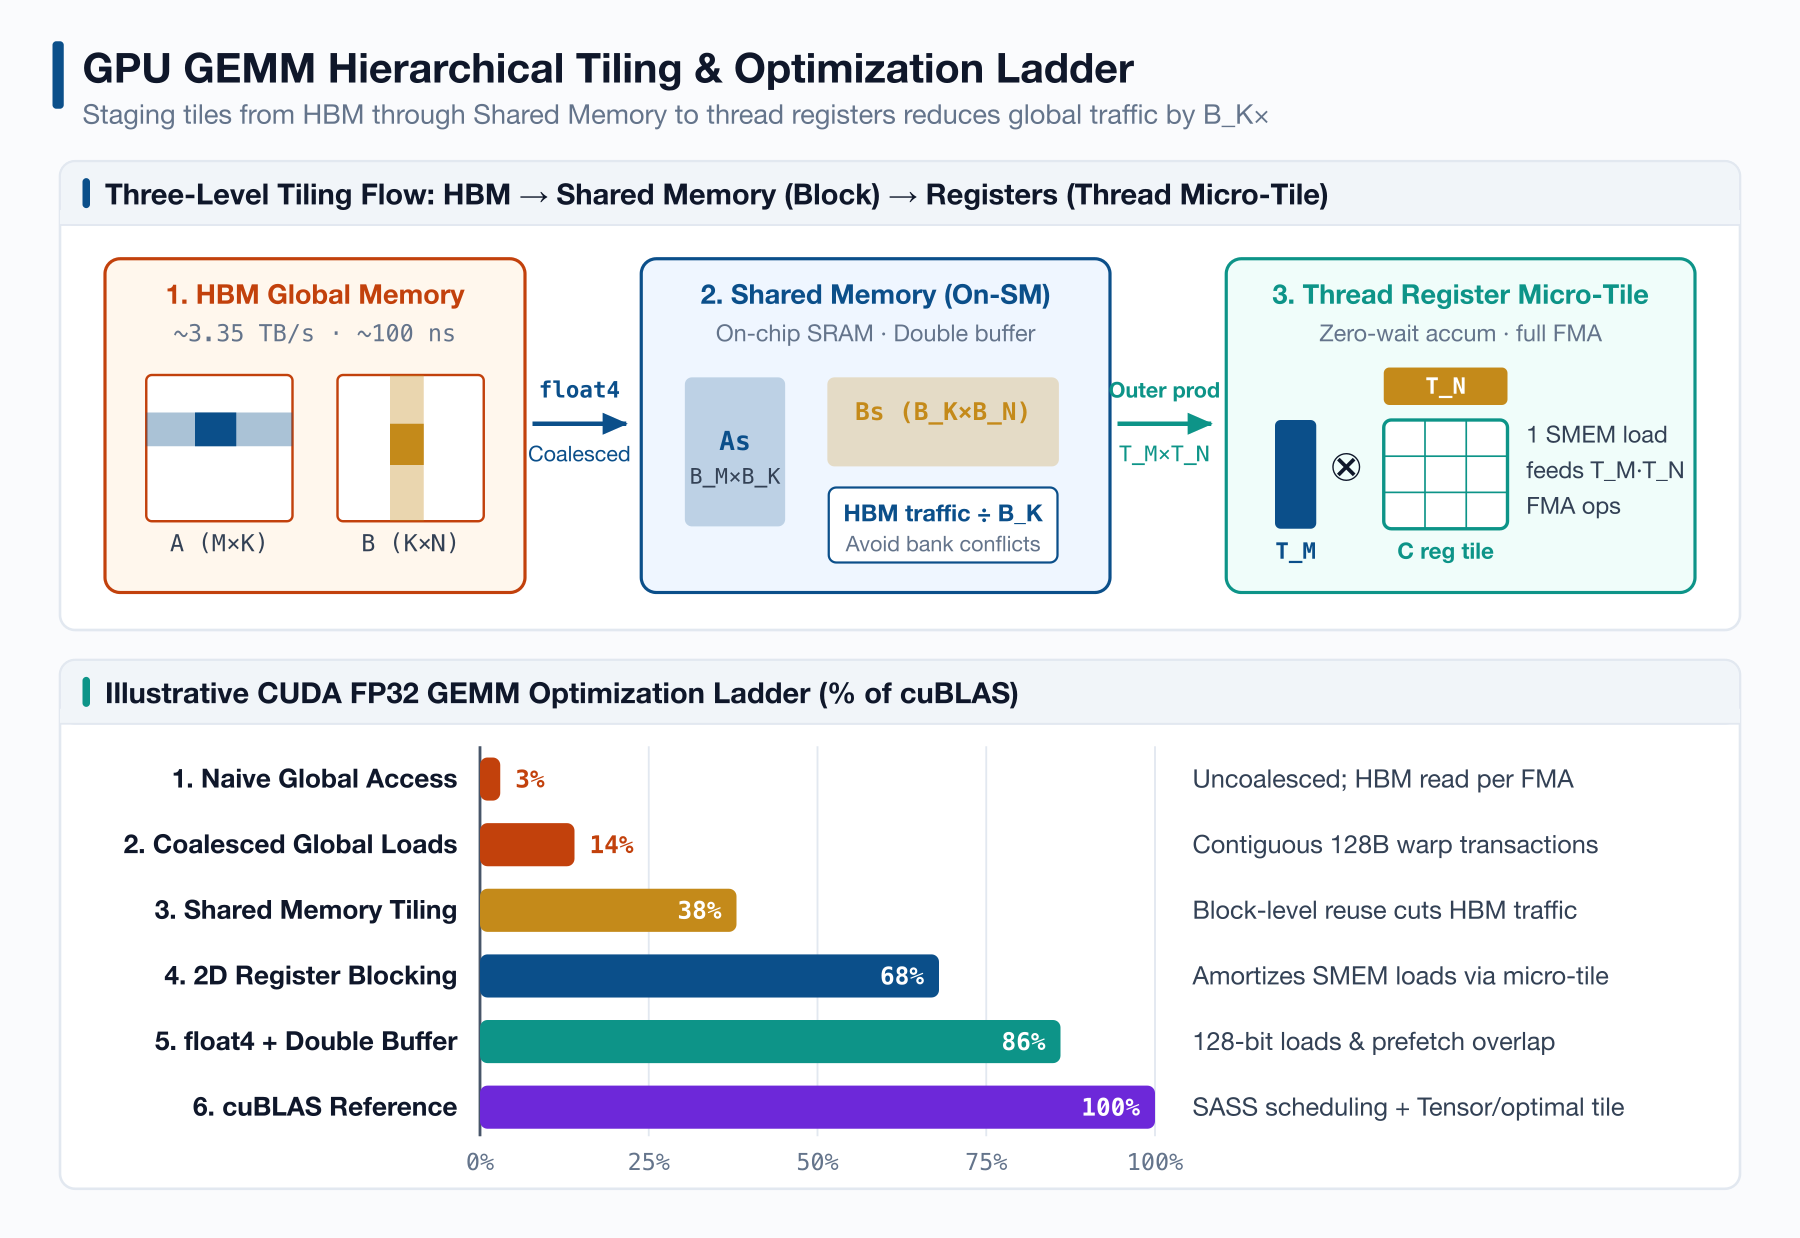 GPU GEMM Hierarchical Tiling & Optimization Ladder
Staging tiles from HBM through Shared Memory to thread registers reduces global traffic by B_K×
Three-Level Tiling Flow: HBM → Shared Memory (Block) → Registers (Thread Micro-Tile)
1. HBM Global Memory
~3.35 TB/s · ~100 ns
A (M×K)
B (K×N)
float4
Coalesced
2. Shared Memory (On-SM)
On-chip SRAM · Double buffer
As
B_M×B_K
Bs (B_K×B_N)
HBM traffic ÷ B_K
Avoid bank conflicts
Outer prod
T_M×T_N
3. Thread Register Micro-Tile
Zero-wait accum · full FMA
T_N
T_M
⊗
C reg tile
1 SMEM load
feeds T_M·T_N
FMA ops
Illustrative CUDA FP32 GEMM Optimization Ladder (% of cuBLAS)
1. Naive Global Access 3% Uncoalesced; HBM read per FMA
2. Coalesced Global Loads 14% Contiguous 128B warp transactions
3. Shared Memory Tiling 38% Block-level reuse cuts HBM traffic
4. 2D Register Blocking 68% Amortizes SMEM loads via micro-tile
5. float4 + Double Buffer 86% 128-bit loads & prefetch overlap
6. cuBLAS Reference 100% SASS scheduling + Tensor/optimal tile
0% 25% 50% 75% 100%